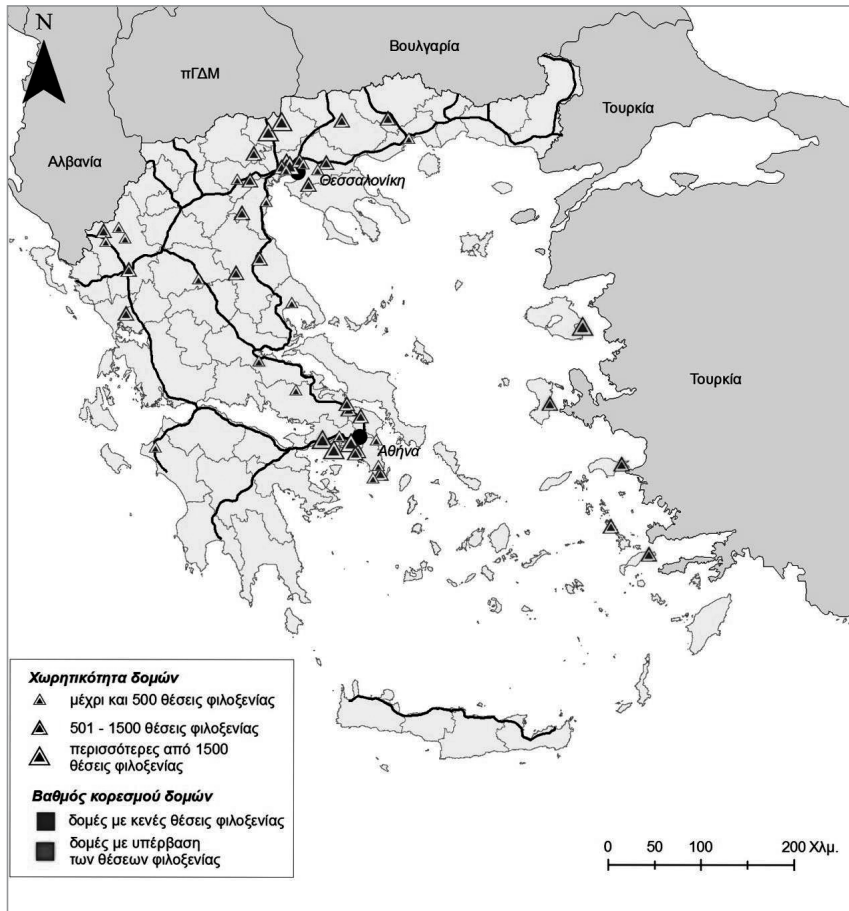 N
Βουλγαρία
πΓΔΜ
Τουρκία
Αλβανία
Θεσσαλονίκη
Τουρκία
Αθήνα
Χωρητικότητα δομών
μέχρι και 500 θέσεις φιλοξενίας
501 - 1500 θέσεις φιλοξενίας
περισσότερες από 1500
θέσεις φιλοξενίας
Βαθμός κορεσμού δομών
δομές με κενές θέσεις φιλοξενίας
δομές με υπέρβαση
των θέσεων φιλοξενίας
0 50 100 200 Χλμ.